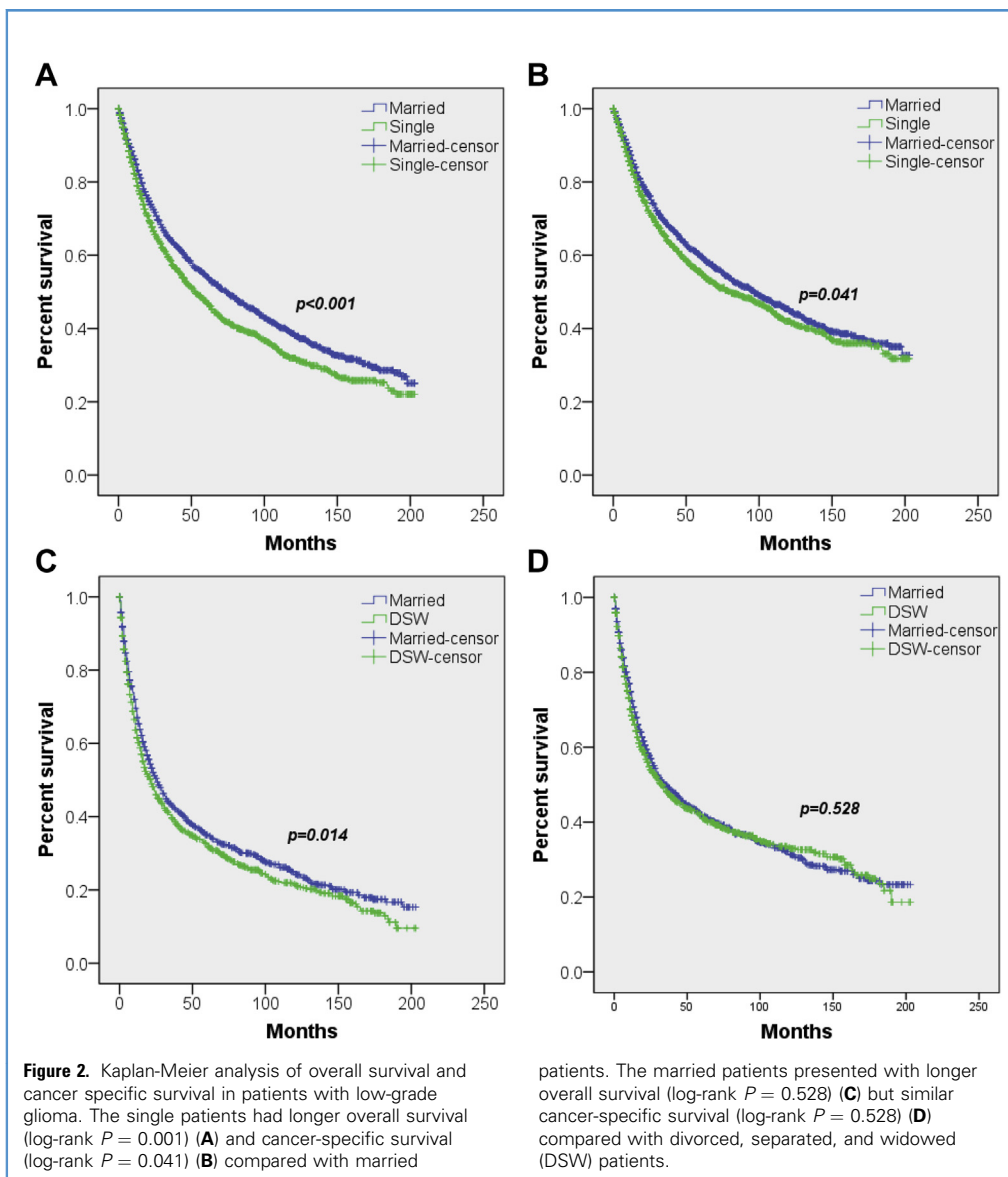 A
Married
Single
Married-censor
Single-censor
p<0.001
Percent survival
1.0
0.8
0.6
0.4
0.2
0.0
0 50 100 150 200 250
Months
B
Married
Single
Married-censor
Single-censor
p=0.041
Percent survival
1.0
0.8
0.6
0.4
0.2
0.0
0 50 100 150 200 250
Months
C
Married
DSW
Married-censor
DSW-censor
p=0.014
Percent survival
1.0
0.8
0.6
0.4
0.2
0.0
0 50 100 150 200 250
Months
D
Married
DSW
Married-censor
DSW-censor
p=0.528
Percent survival
1.0
0.8
0.6
0.4
0.2
0.0
0 50 100 150 200 250
Months
Figure 2. Kaplan-Meier analysis of overall survival and
cancer specific survival in patients with low-grade
glioma. The single patients had longer overall survival
(log-rank P = 0.001) (A) and cancer-specific survival
(log-rank P = 0.041) (B) compared with married
patients. The married patients presented with longer
overall survival (log-rank P = 0.528) (C) but similar
cancer-specific survival (log-rank P = 0.528) (D)
compared with divorced, separated, and widowed
(DSW) patients.